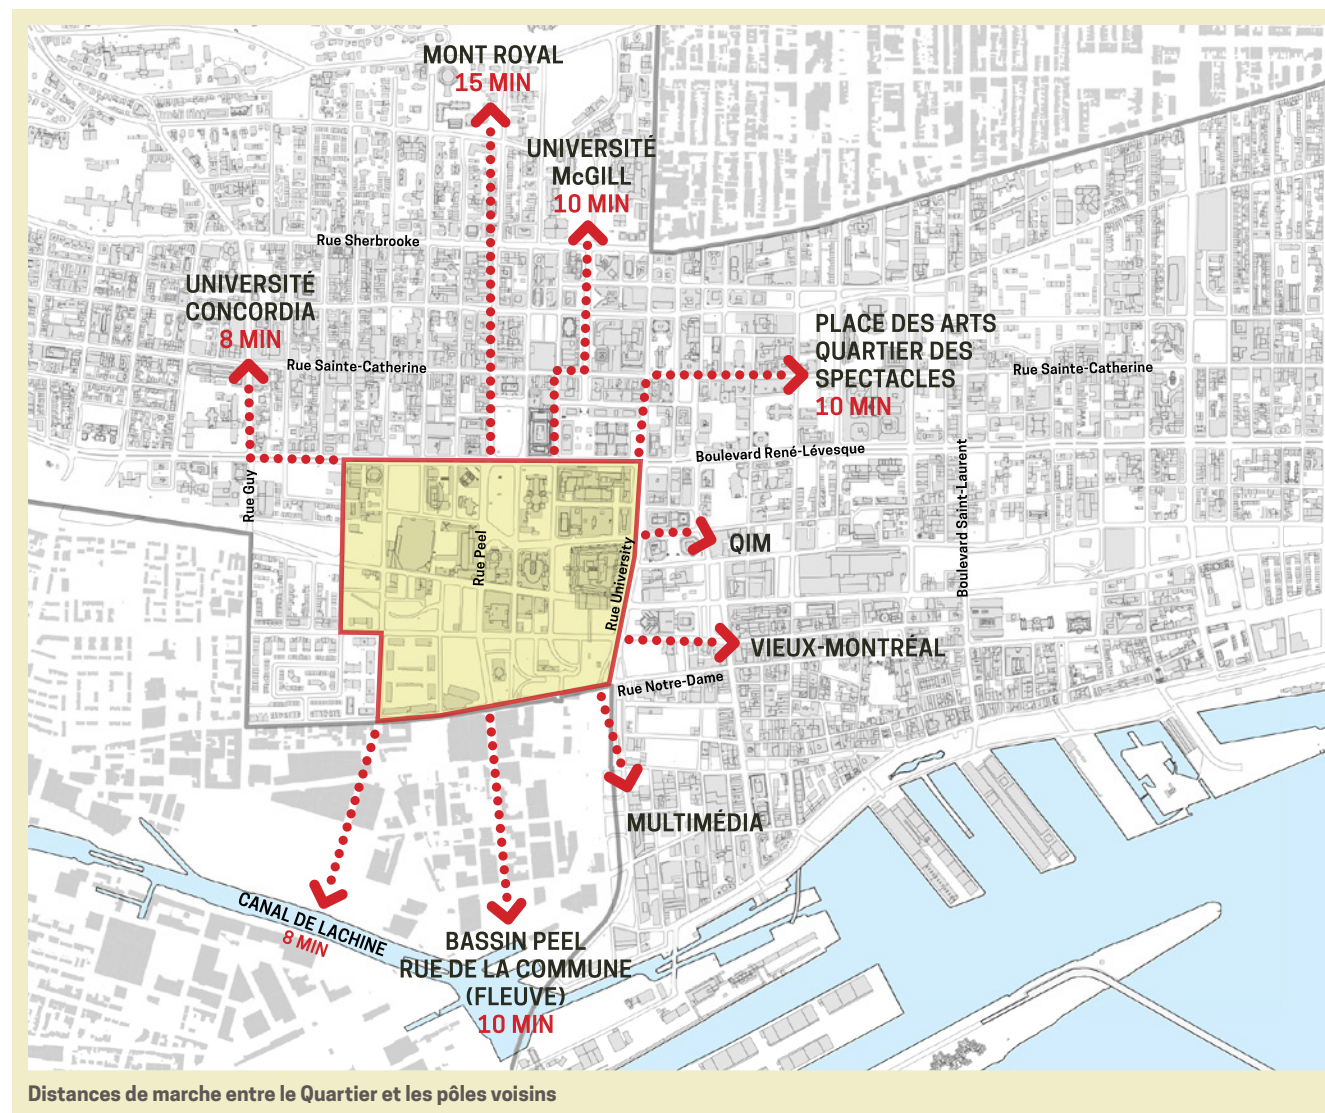 MONT ROYAL
15 MIN
UNIVERSITÉ
McGILL
10 MIN
Rue Sherbrooke
UNIVERSITÉ
CONCORDIA
8 MIN
Rue Sainte-Catherine
PLACE DES ARTS
QUARTIER DES
SPECTACLES
10 MIN
Rue Sainte-Catherine
Boulevard René-Lévesque
Boulevard Saint-Laurent
Rue Guy
Rue Peel
Rue University
QIM
VIEUX-MONTRÉAL
Rue Notre-Dame
MULTIMÉDIA
CANAL DE LACHINE
8 MIN
BASSIN PEEL
RUE DE LA COMMUNE
(FLEUVE)
10 MIN
Distances de marche entre le Quartier et les pôles voisins